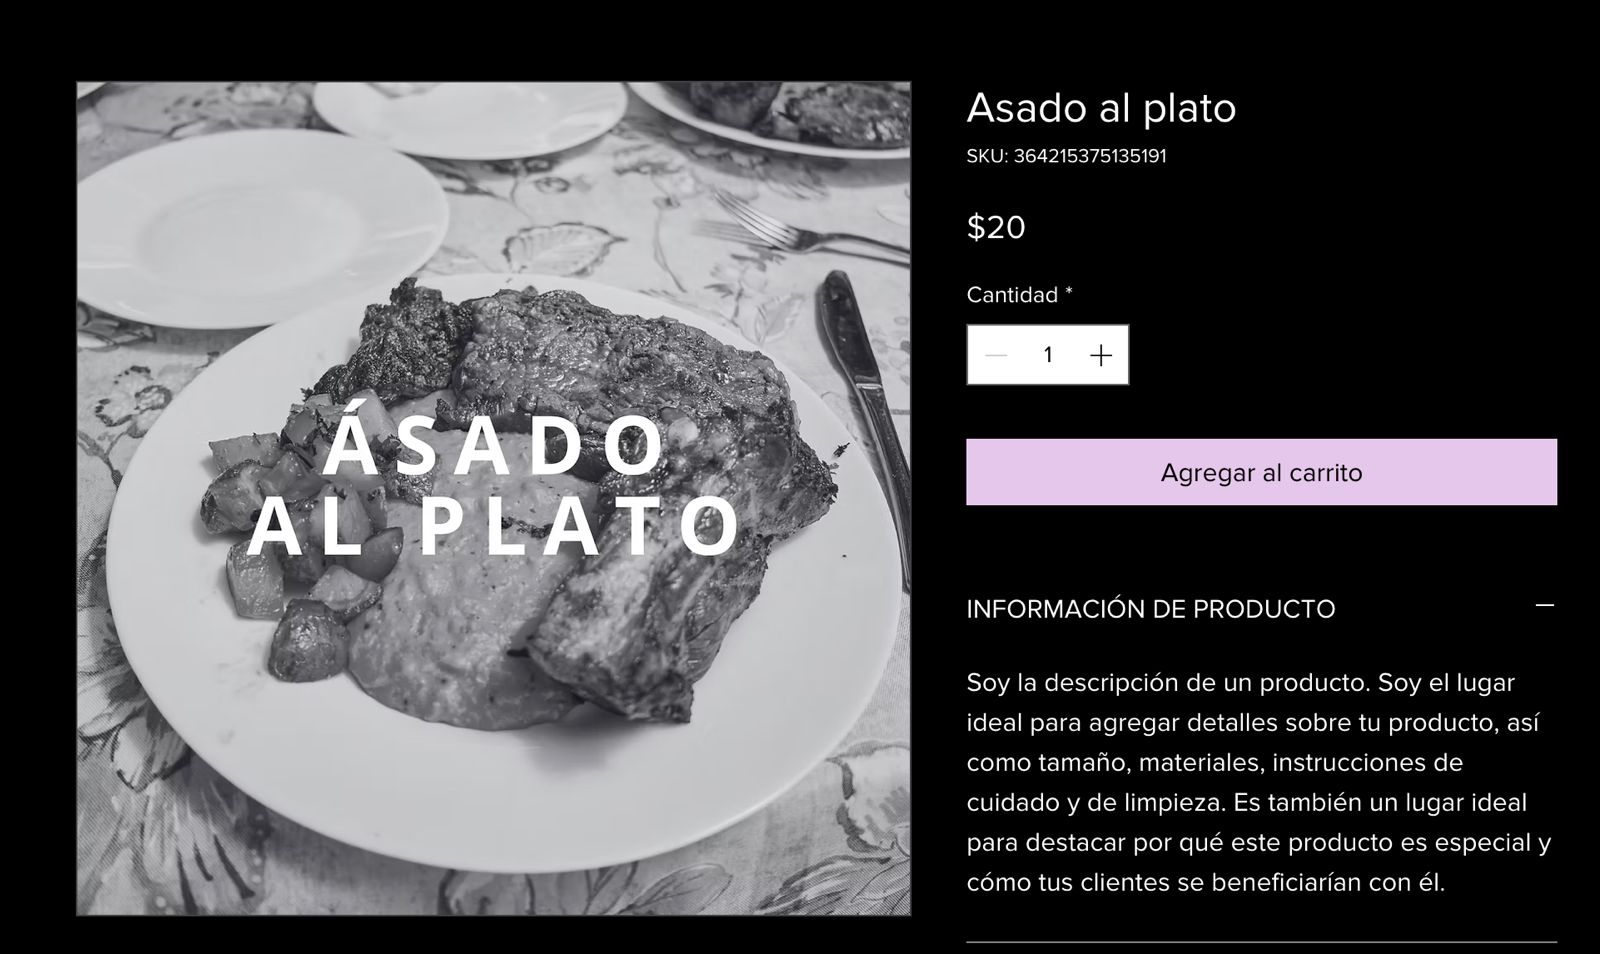 ÁSADO
AL PLATO
Asado al plato
SKU: 364215375135191
$20
Cantidad *
1
Agregar al carrito
INFORMACIÓN DE PRODUCTO
Soy la descripción de un producto. Soy el lugar
ideal para agregar detalles sobre tu producto, así
como tamaño, materiales, instrucciones de
cuidado y de limpieza. Es también un lugar ideal
para destacar por qué este producto es especial y
cómo tus clientes se beneficiarían con él.